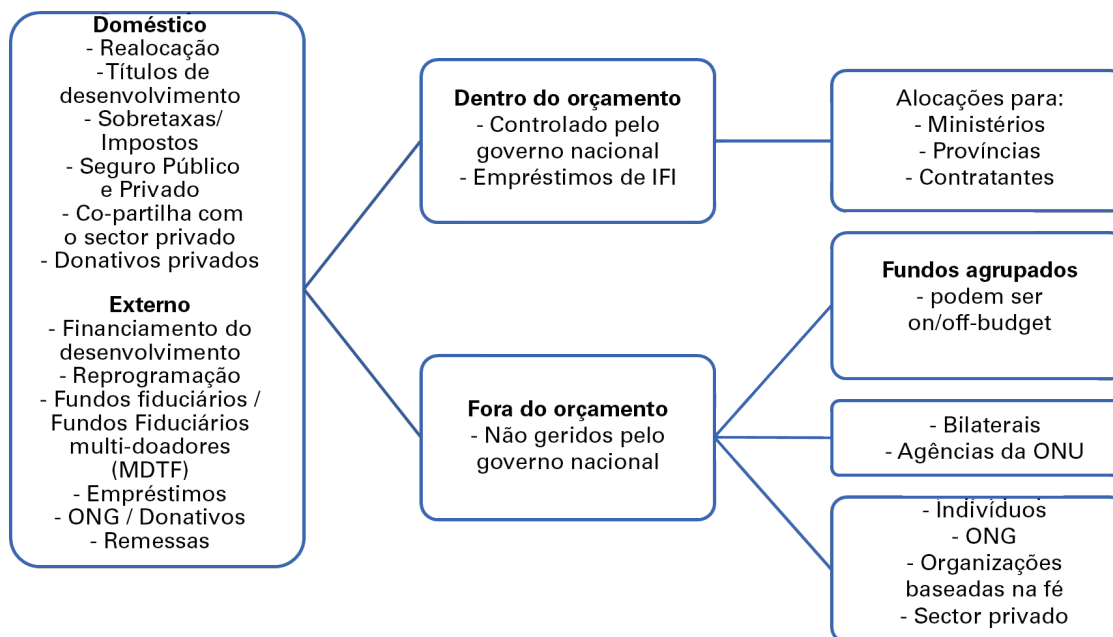 Doméstico
- Realocação
- Títulos de
desenvolvimento
- Sobretaxas/
Impostos
- Seguro Público
e Privado
- Co-partilha com
o sector privado
- Donativos privados
Externo
- Financiamento do
desenvolvimento
- Reprogramação
- Fundos fiduciários /
Fundos Fiduciários
multi-doadores
(MDTF)
- Empréstimos
- ONG / Donativos
- Remessas
Dentro do orçamento
- Controlado pelo
governo nacional
- Empréstimos de IFI
Fora do orçamento
- Não geridos pelo
governo nacional
Alocações para:
- Ministérios
- Províncias
- Contratantes
Fundos agrupados
- podem ser
on/off-budget
- Bilaterais
- Agências da ONU
- Indivíduos
- ONG
- Organizações
baseadas na fé
- Sector privado